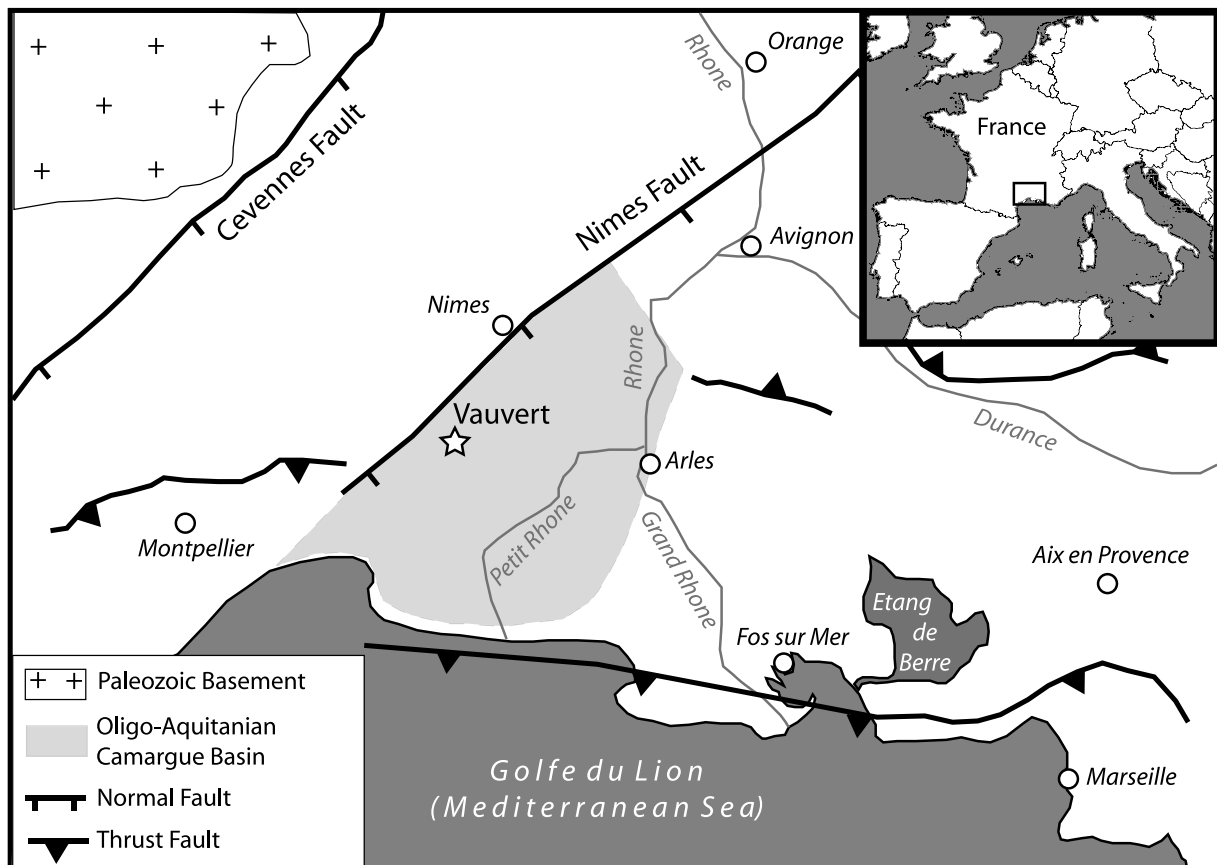 Rhone
Orange
France
Cevennes Fault
Nimes Fault
Avignon
Nimes
Rhone
Vauvert
Durance
Arles
Montpellier
Petit Rhone
Grand Rhone
Aix en Provence
Etang
de
Berre
Fos sur Mer
Paleozoic Basement
Oligo-Aquitanian
Camargue Basin
Normal Fault
Thrust Fault
Golfe du Lion
(Mediterranean Sea)
Marseille